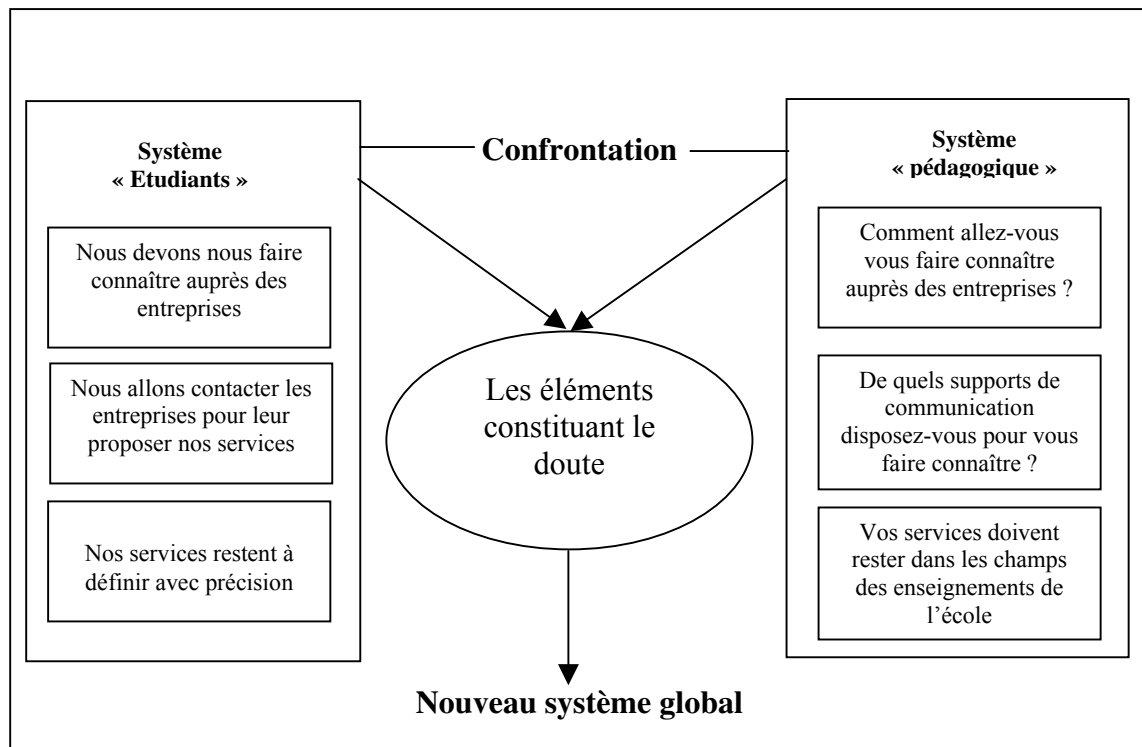 Système
« Etudiants »
Nous devons nous faire
connaître auprès des
entreprises
Nous allons contacter les
entreprises pour leur
proposer nos services
Nos services restent à
définir avec précision
Confrontation
Les éléments
constituant le
doute
Nouveau système global
Système
« pédagogique »
Comment allez-vous
vous faire connaître
auprès des entreprises ?
De quels supports de
communication
disposez-vous pour vous
faire connaître ?
Vos services doivent
rester dans les champs
des enseignements de
l’école